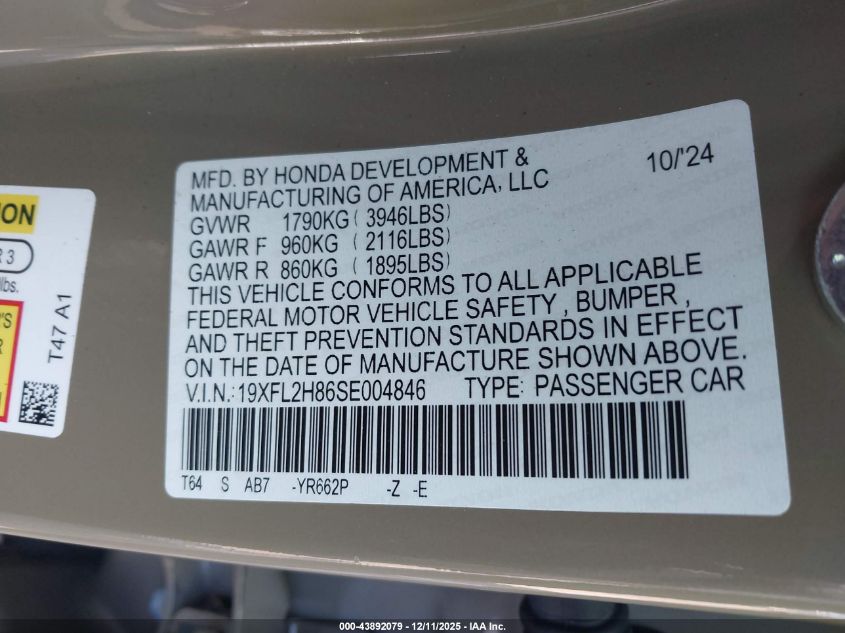 MFD. BY HONDA DEVELOPMENT &
MANUFACTURING OF AMERICA, LLC
10/'24
GVWR 1790KG ( 3946LBS)
GAWR F 960KG ( 2116LBS)
GAWR R 860KG ( 1895LBS)
THIS VEHICLE CONFORMS TO ALL APPLICABLE
FEDERAL MOTOR VEHICLE SAFETY , BUMPER ,
AND THEFT PREVENTION STANDARDS IN EFFECT
ON THE DATE OF MANUFACTURE SHOWN ABOVE.
V.I.N.:19XFL2H86SE004846 TYPE: PASSENGER CAR
T64 S AB7 -YR662P -Z -E
lbs.
T47 A1
000-43892079 - 12/11/2025 - IAA Inc.